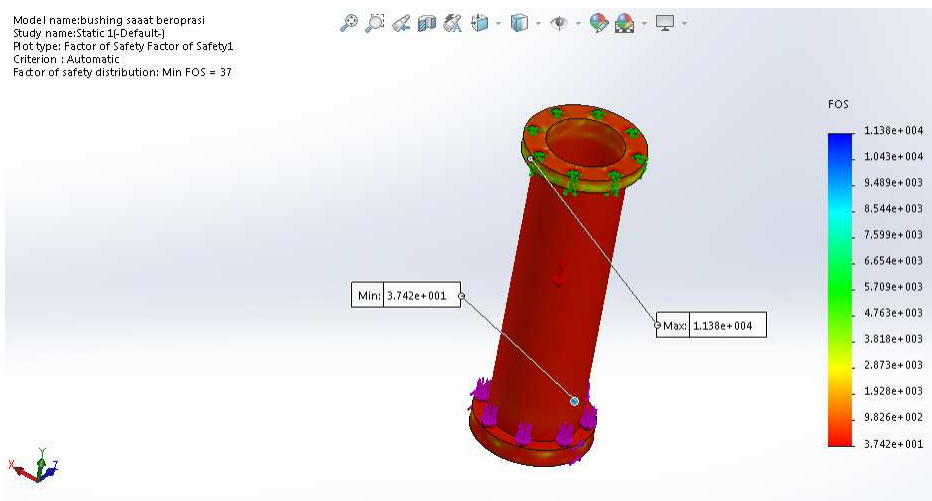 Model name:bushing saaat beroprasi
Study name:Static 1(-Default-)
Plot type: Factor of Safety Factor of Safety1
Criterion : Automatic
Factor of safety distribution: Min FOS = 37
FOS
1.138e+004
1.043e+004
9.489e+003
8.544e+003
7.599e+003
6.654e+003
5.709e+003
4.763e+003
3.818e+003
2.873e+003
1.928e+003
9.826e+002
3.742e+001
Min: 3.742e+001
Max: 1.138e+004
Y
X
Z